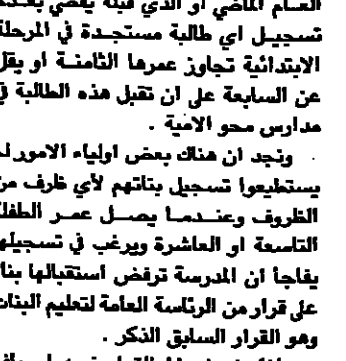 العام الماضي او الذي قبله يقضي بعدم
تسجيل اي طالبة مستجدة في المرحلة
الابتدائية تجاوز عمرها الثامنة او يقل
عن السابعة على ان تقبل هذه الطالبة في
مدارس محو الامية .
ونجد ان هناك بعض اولياء الامور لم
يستطيعوا تسجيل بناتهم لأي ظرف من
الظروف وعندما يصل عمر الطفلة
التاسعة او العاشرة ويرغب في تسجيلها
يفاجأ ان المدرسة ترفض استقبالها بناء
على قرار من الرئاسة العامة لتعليم البنات
وهو القرار السابق الذكر .